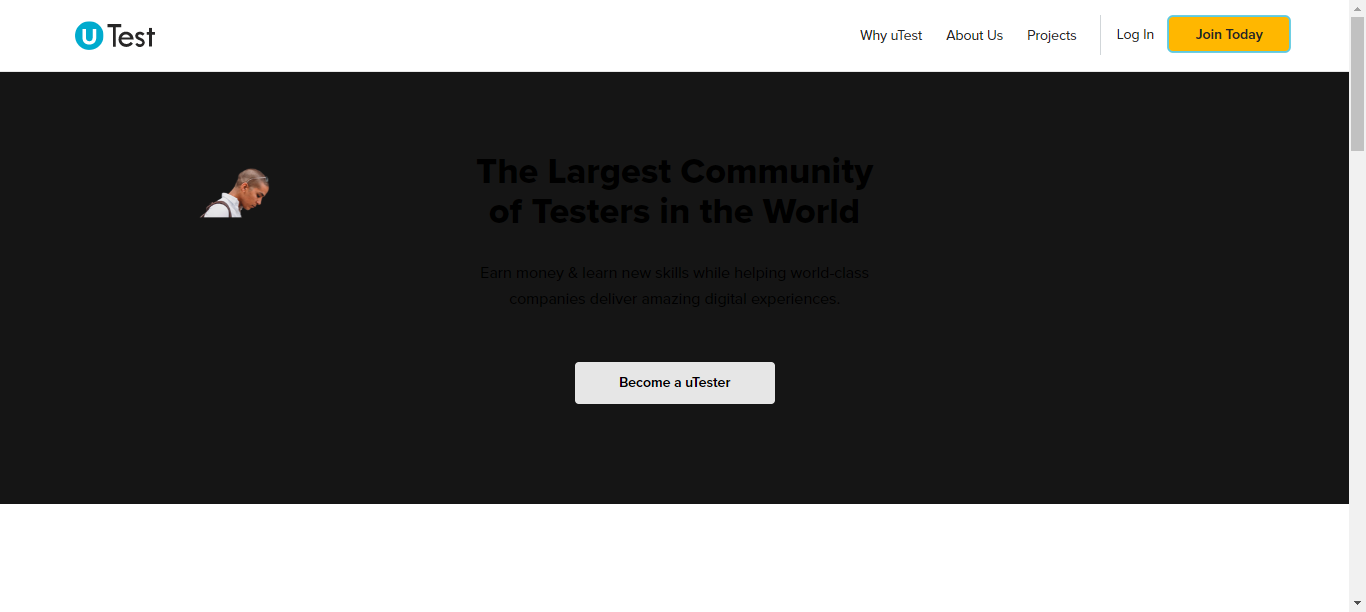 uTest
Why uTest
About Us
Projects
Log In
Join Today
The Largest Community
of Testers in the World
Earn money & learn new skills while helping world-class
companies deliver amazing digital experiences.
Become a uTester